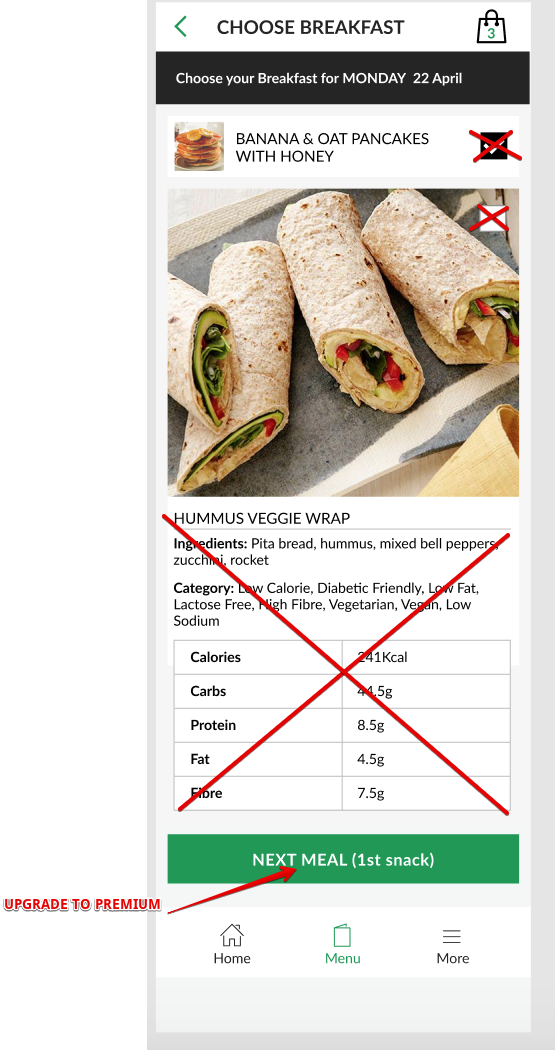 CHOOSE BREAKFAST
3
Choose your Breakfast for MONDAY 22 April
BANANA & OAT PANCAKES
WITH HONEY
HUMMUS VEGGIE WRAP
Ingredients: Pita bread, hummus, mixed bell peppers,
zucchini, rocket
Category: Low Calorie, Diabetic Friendly, Low Fat,
Lactose Free, High Fibre, Vegetarian, Vegan, Low
Sodium
Calories 241Kcal
Carbs 44.5g
Protein 8.5g
Fat 4.5g
Fibre 7.5g
NEXT MEAL (1st snack)
UPGRADE TO PREMIUM
Home Menu More